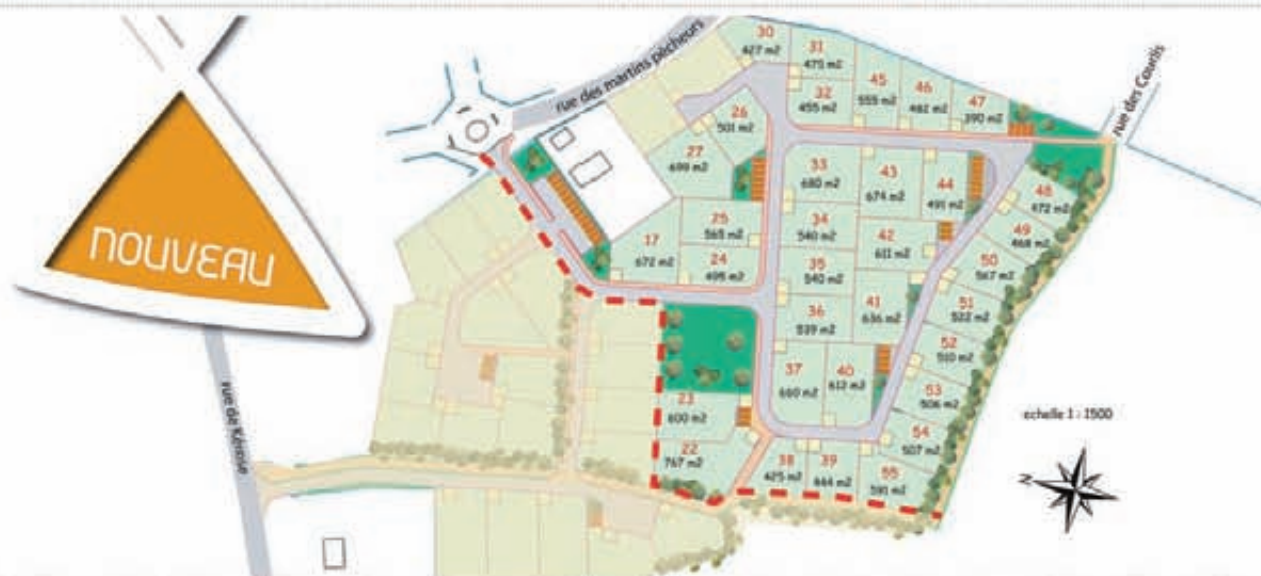 NOUVEAU
rue des martins pêcheurs
rue des Courlis
rue de Kéraise
30
427 m2
31
475 m2
32
455 m2
45
555 m2
46
482 m2
47
390 m2
26
501 m2
27
699 m2
33
680 m2
43
674 m2
44
491 m2
48
472 m2
49
468 m2
17
672 m2
25
565 m2
24
495 m2
34
540 m2
42
611 m2
50
567 m2
35
540 m2
51
522 m2
36
539 m2
41
636 m2
52
510 m2
37
660 m2
40
612 m2
53
506 m2
23
600 m2
54
507 m2
22
767 m2
38
425 m2
39
444 m2
55
591 m2
echelle 1 : 1500
N